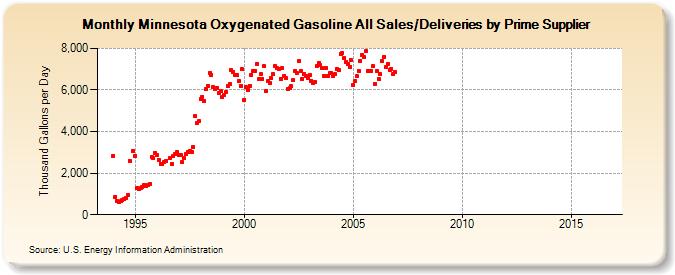 Monthly Minnesota Oxygenated Gasoline All Sales/Deliveries by Prime Supplier
Thousand Gallons per Day
8,000
6,000
4,000
2,000
0
1995 2000 2005 2010 2015
Source: U.S. Energy Information Administration